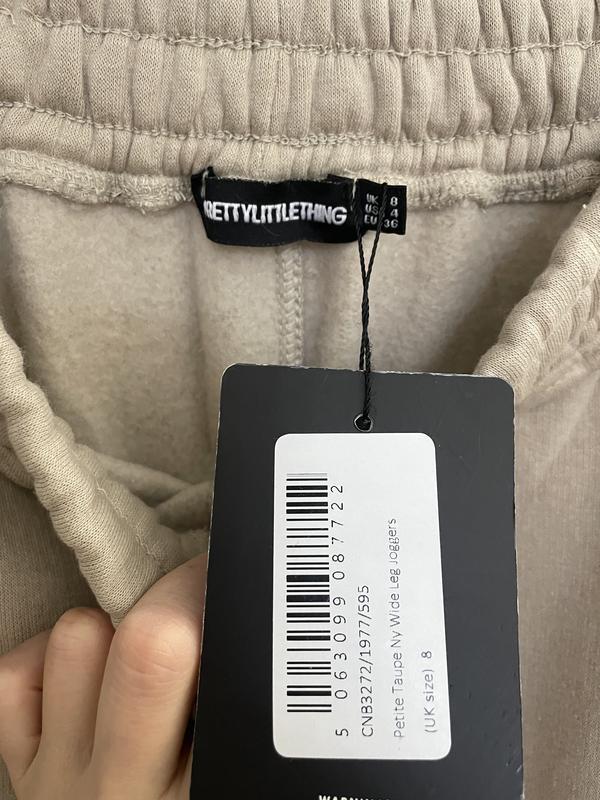 RETTYLITTLETHING
UK 8
US 4
EU 36
5 063099 087722
CNB3272/1977/595
Petite Taupe Ny Wide Leg Joggers
(UK size) 8